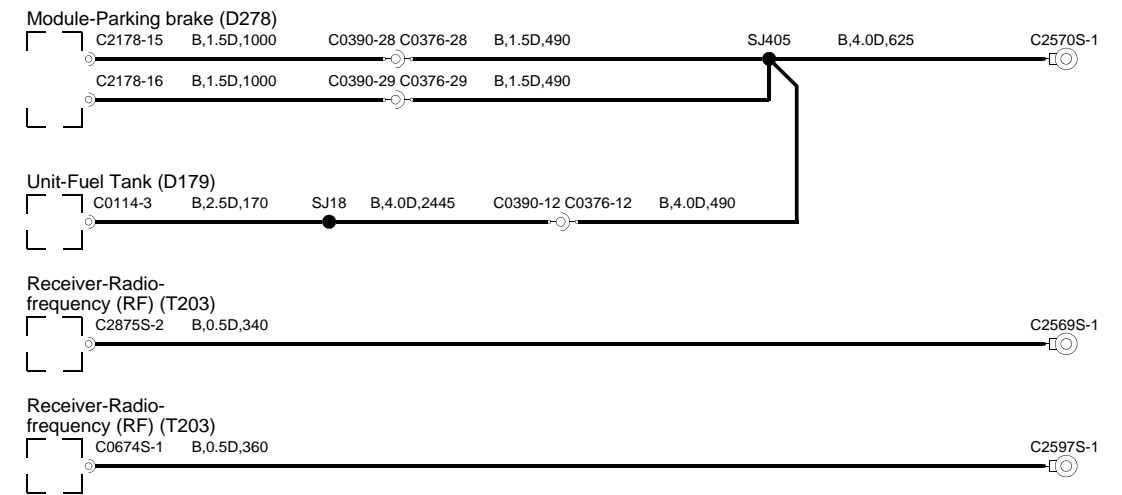 Module-Parking brake (D278)
C2178-15 B,1.5D,1000 C0390-28 C0376-28 B,1.5D,490 SJ405 B,4.0D,625 C2570S-1
C2178-16 B,1.5D,1000 C0390-29 C0376-29 B,1.5D,490
Unit-Fuel Tank (D179)
C0114-3 B,2.5D,170 SJ18 B,4.0D,2445 C0390-12 C0376-12 B,4.0D,490
Receiver-Radio-
frequency (RF) (T203)
C2875S-2 B,0.5D,340 C2569S-1
Receiver-Radio-
frequency (RF) (T203)
C0674S-1 B,0.5D,360 C2597S-1